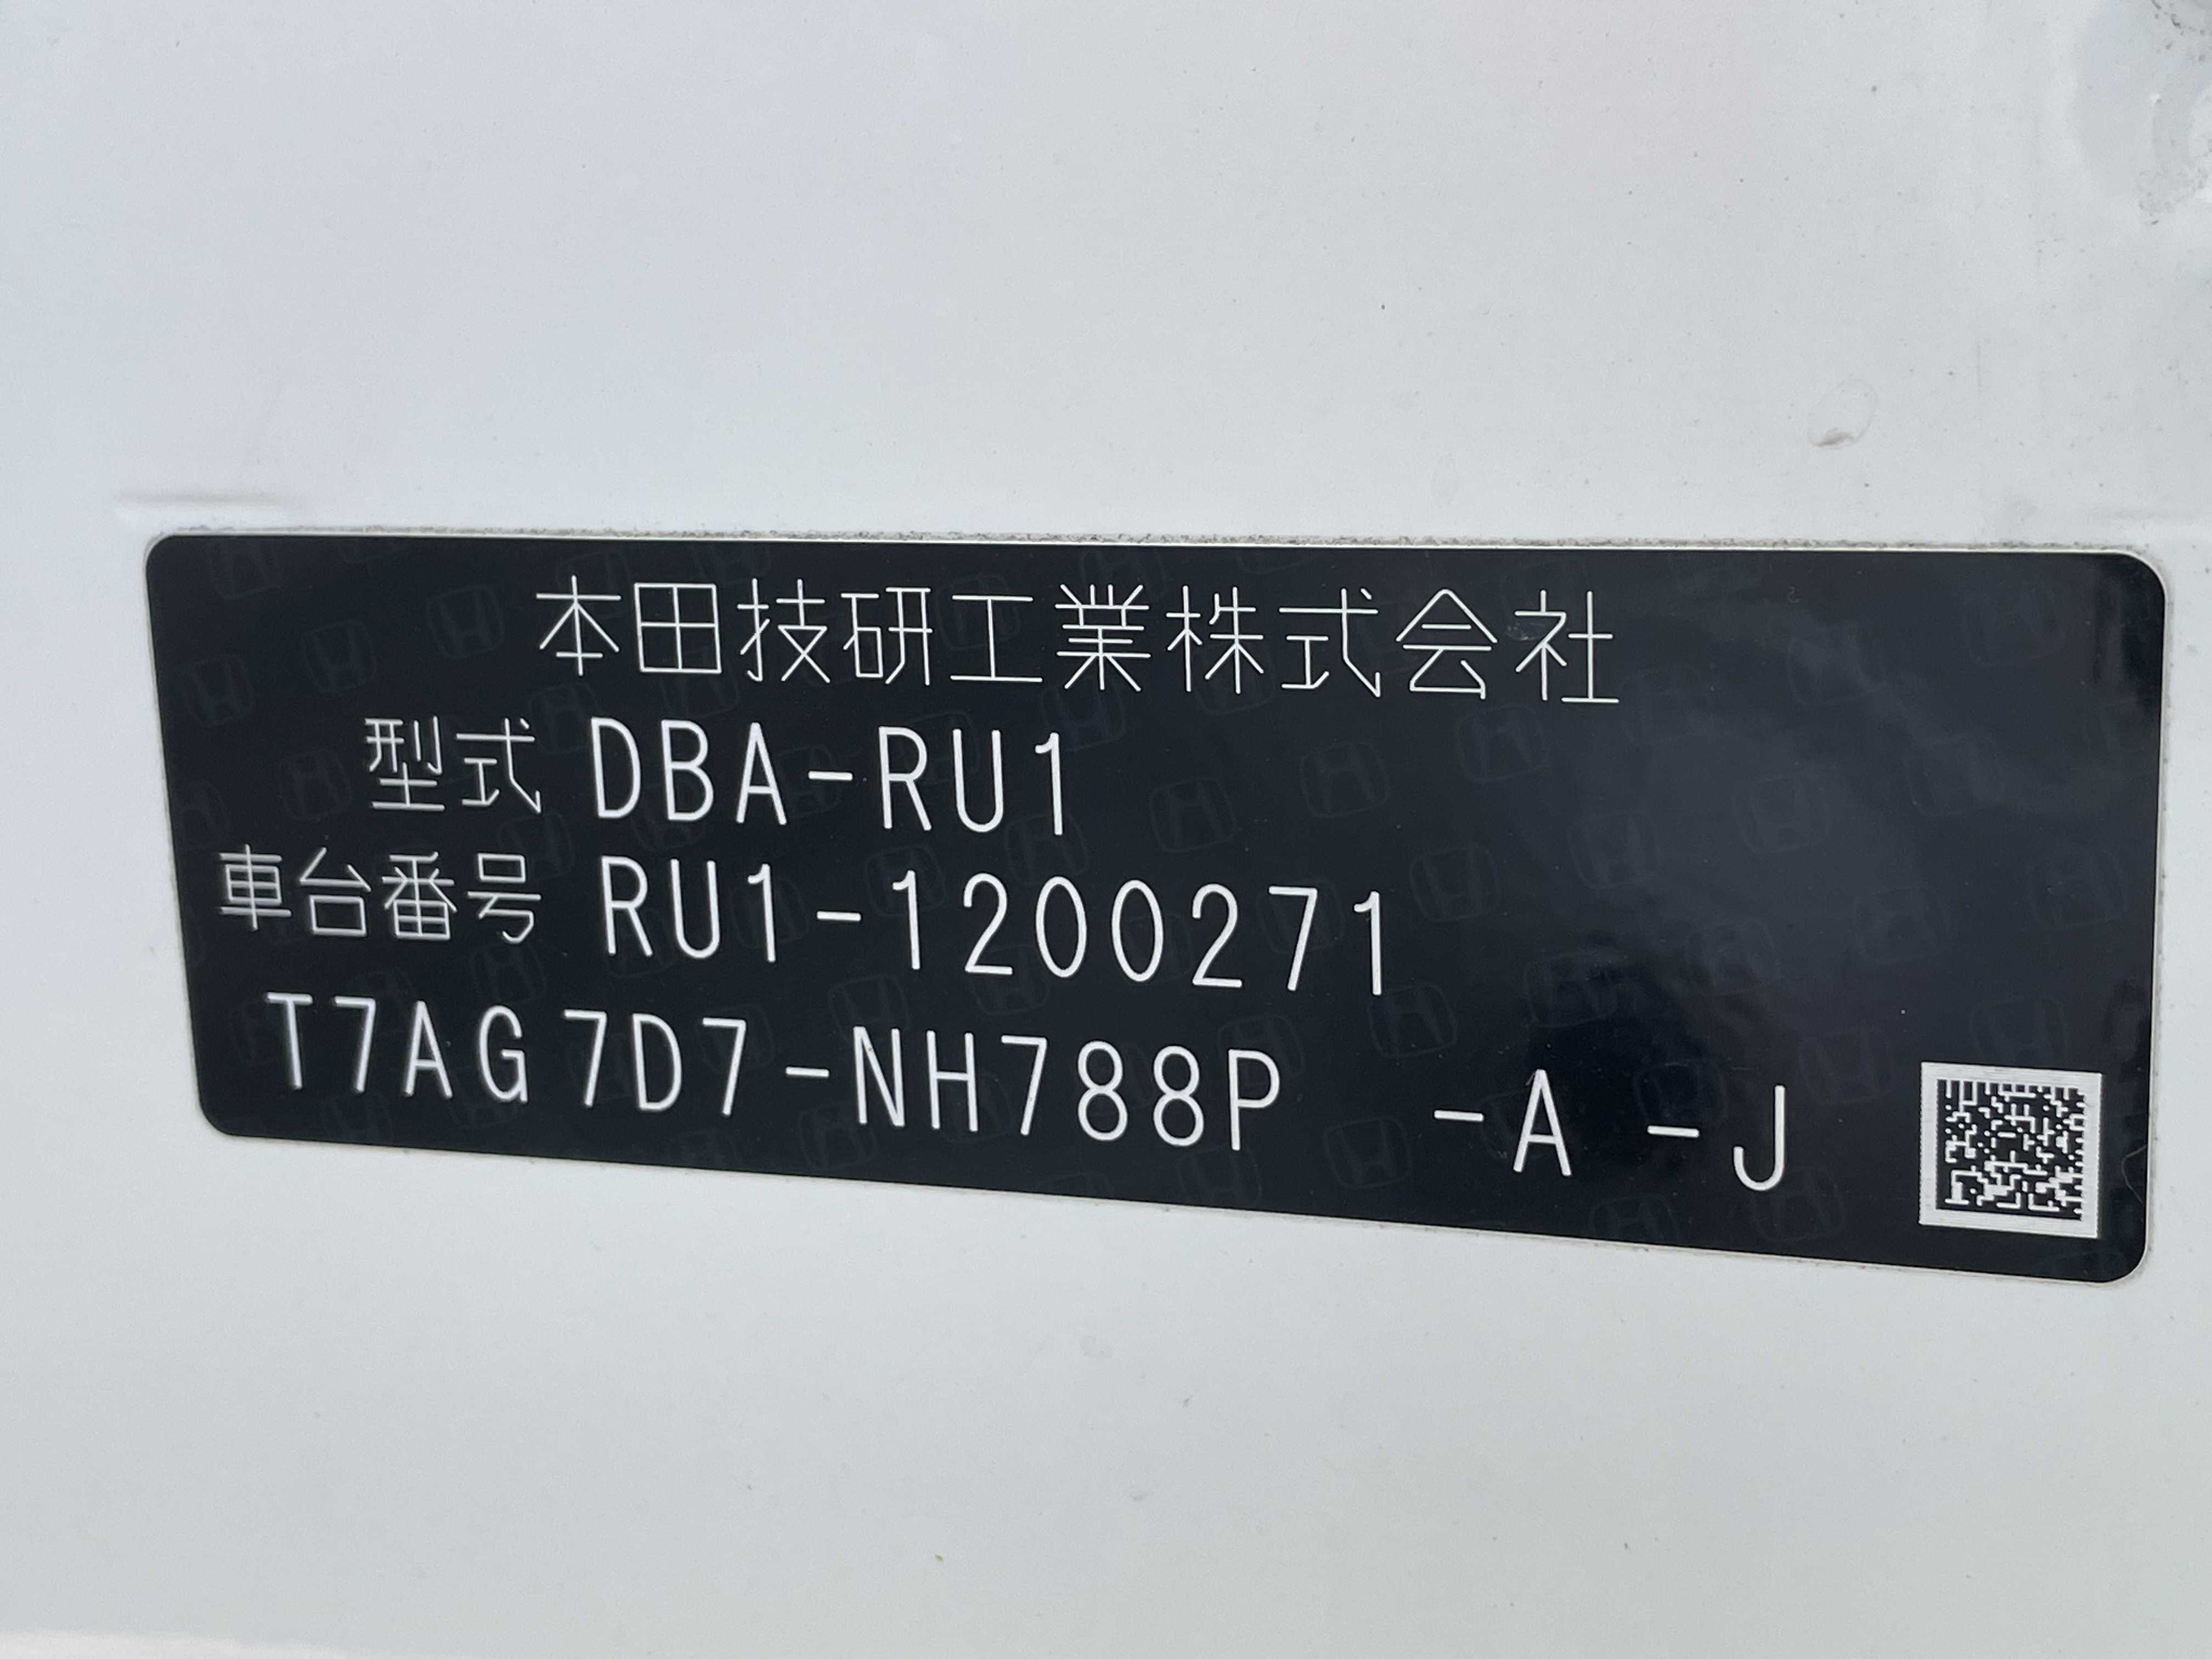 本田技研工業株式会社
型式 DBA-RU1
車台番号 RU1-1200271
T7AG7D7-NH788P -A -J